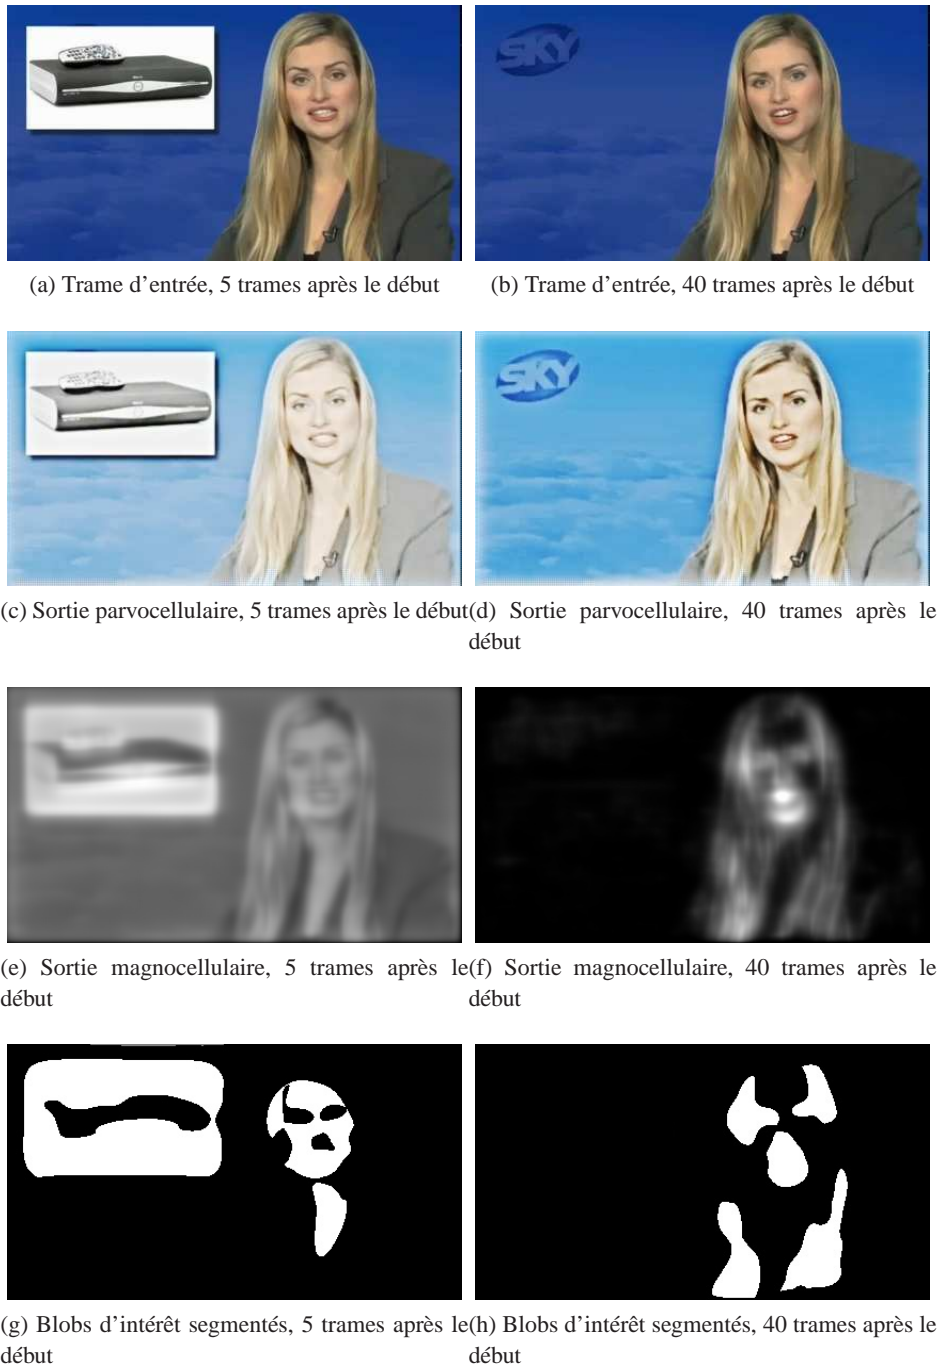 SKY
(a) Trame d'entrée, 5 trames après le début
(b) Trame d'entrée, 40 trames après le début
SKY
(c) Sortie parvocellulaire, 5 trames après le début
(d) Sortie parvocellulaire, 40 trames après le
début
(e) Sortie magnocellulaire, 5 trames après le
début
(f) Sortie magnocellulaire, 40 trames après le
début
(g) Blobs d'intérêt segmentés, 5 trames après le
début
(h) Blobs d'intérêt segmentés, 40 trames après le
début